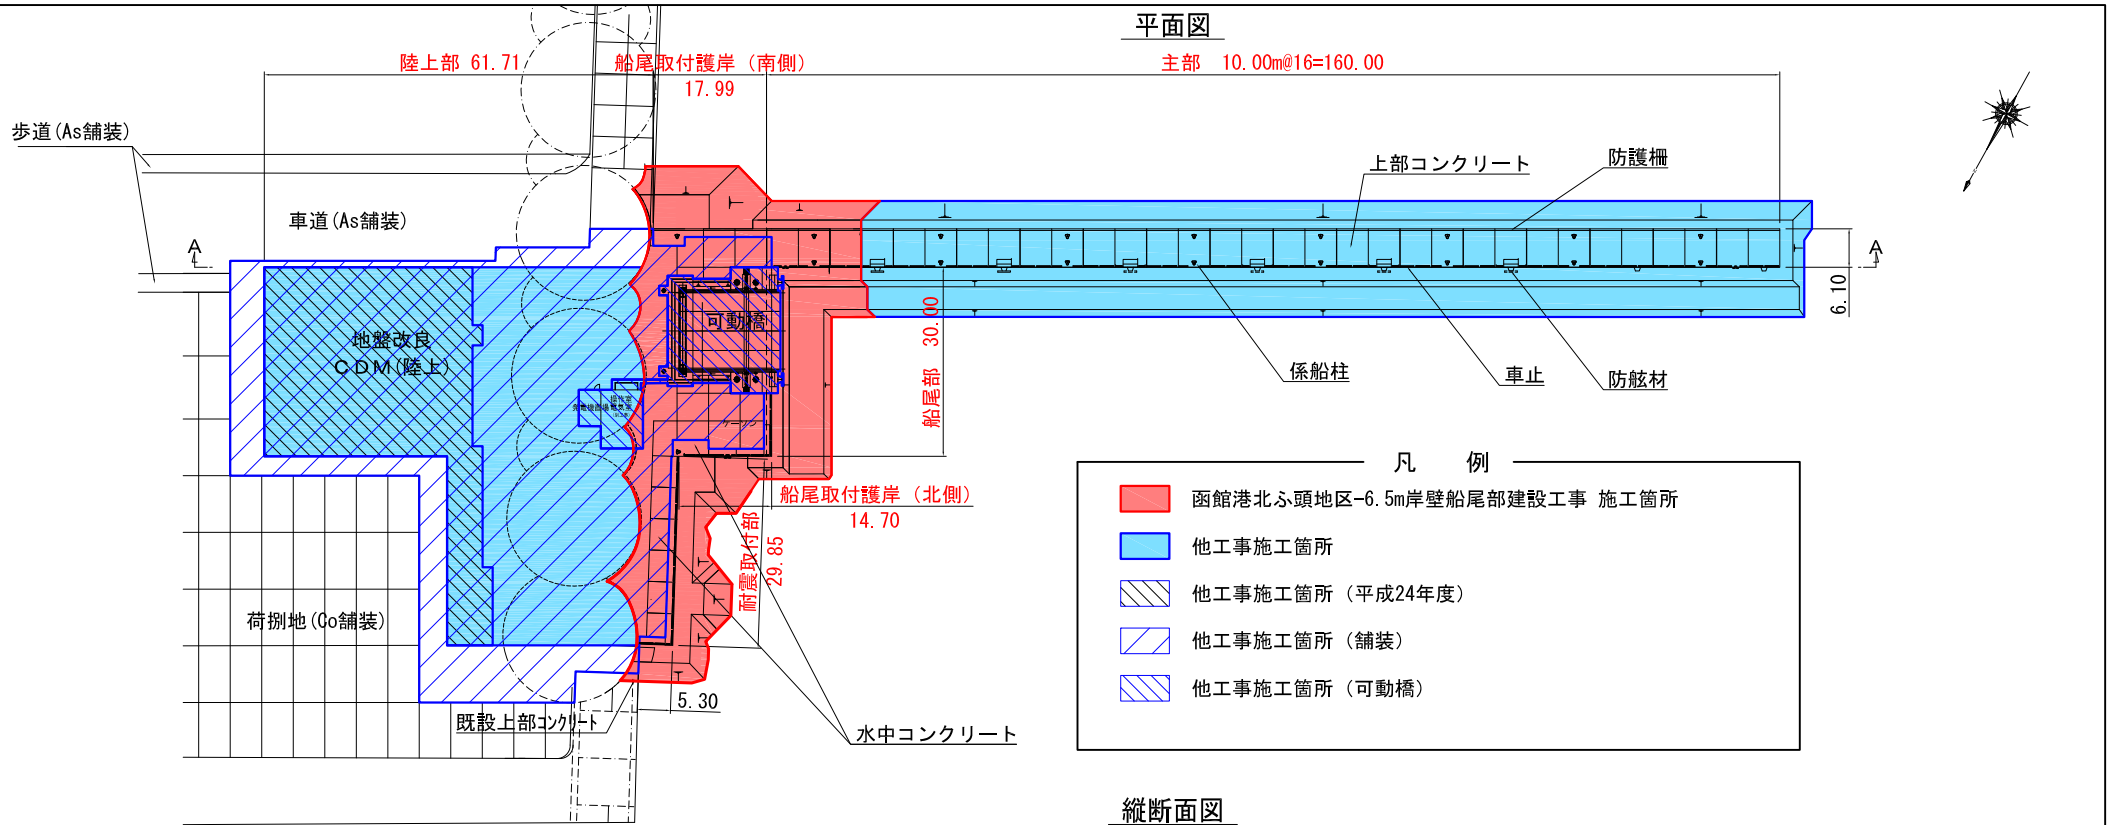 平面図
陸上部 61.71
船尾取付護岸（南側）
17.99
主部 10.00m@16=160.00
歩道(As舗装)
車道(As舗装)
上部コンクリート
防護柵
A
A
6.10
地盤改良
CDM(陸上)
可動橋
船尾部 30.00
係船柱
車止
防舷材
操作室
ケーソン
船尾取付護岸（北側）
14.70
耐震取付部
29.85
荷捌地(Co舗装)
5.30
既設上部コンクリート
水中コンクリート
凡 例
函館港北ふ頭地区-6.5m岸壁船尾部建設工事 施工箇所
他工事施工箇所
他工事施工箇所（平成24年度）
他工事施工箇所（舗装）
他工事施工箇所（可動橋）
縦断面図